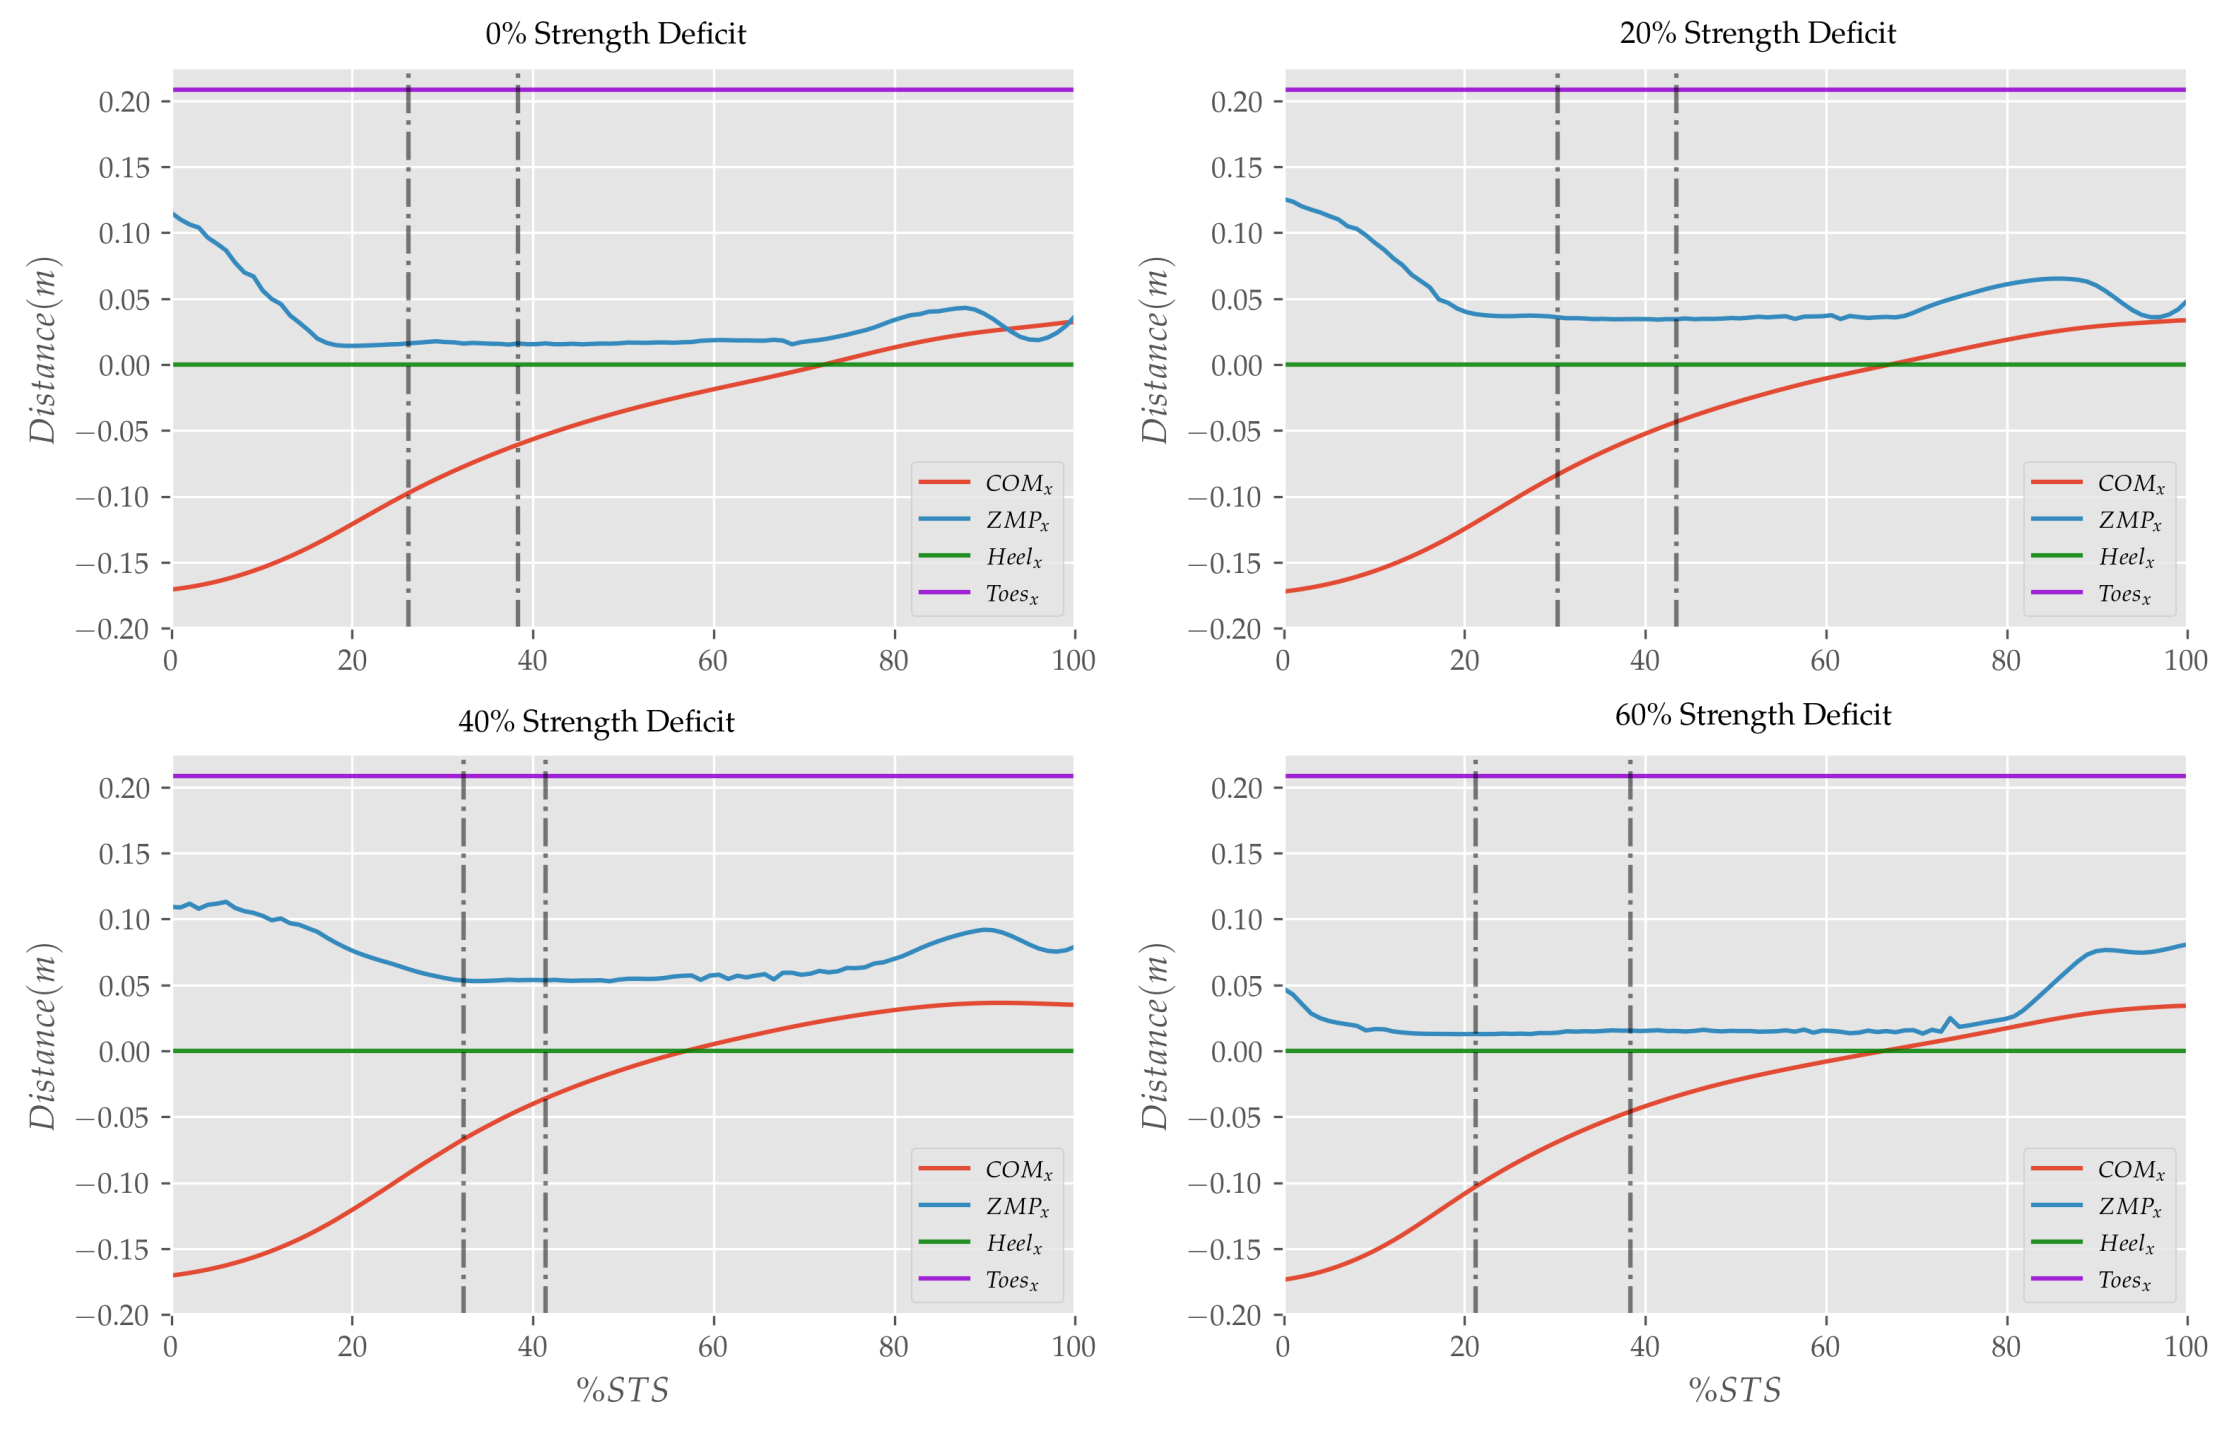 0% Strength Deficit
0.20
0.15
0.10
0.05
0.00
−0.05
−0.10
−0.15
−0.20
Distance(m)
0 20 40 60 80 100
COMx
ZMPx
Heelx
Toesx
20% Strength Deficit
0.20
0.15
0.10
0.05
0.00
−0.05
−0.10
−0.15
−0.20
Distance(m)
0 20 40 60 80 100
COMx
ZMPx
Heelx
Toesx
40% Strength Deficit
0.20
0.15
0.10
0.05
0.00
−0.05
−0.10
−0.15
−0.20
Distance(m)
0 20 40 60 80 100
%STS
COMx
ZMPx
Heelx
Toesx
60% Strength Deficit
0.20
0.15
0.10
0.05
0.00
−0.05
−0.10
−0.15
−0.20
Distance(m)
0 20 40 60 80 100
%STS
COMx
ZMPx
Heelx
Toesx